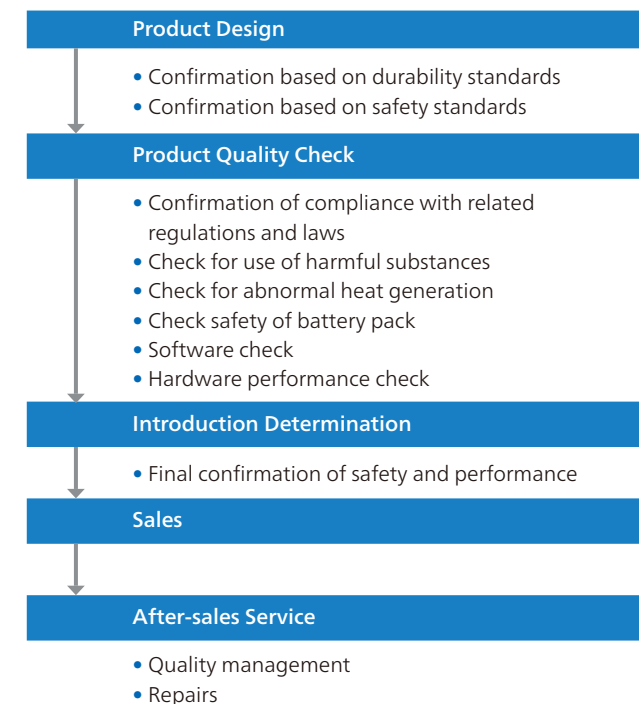 Product Design
• Confirmation based on durability standards
• Confirmation based on safety standards
Product Quality Check
• Confirmation of compliance with related
regulations and laws
• Check for use of harmful substances
• Check for abnormal heat generation
• Check safety of battery pack
• Software check
• Hardware performance check
Introduction Determination
• Final confirmation of safety and performance
Sales
After-sales Service
• Quality management
• Repairs